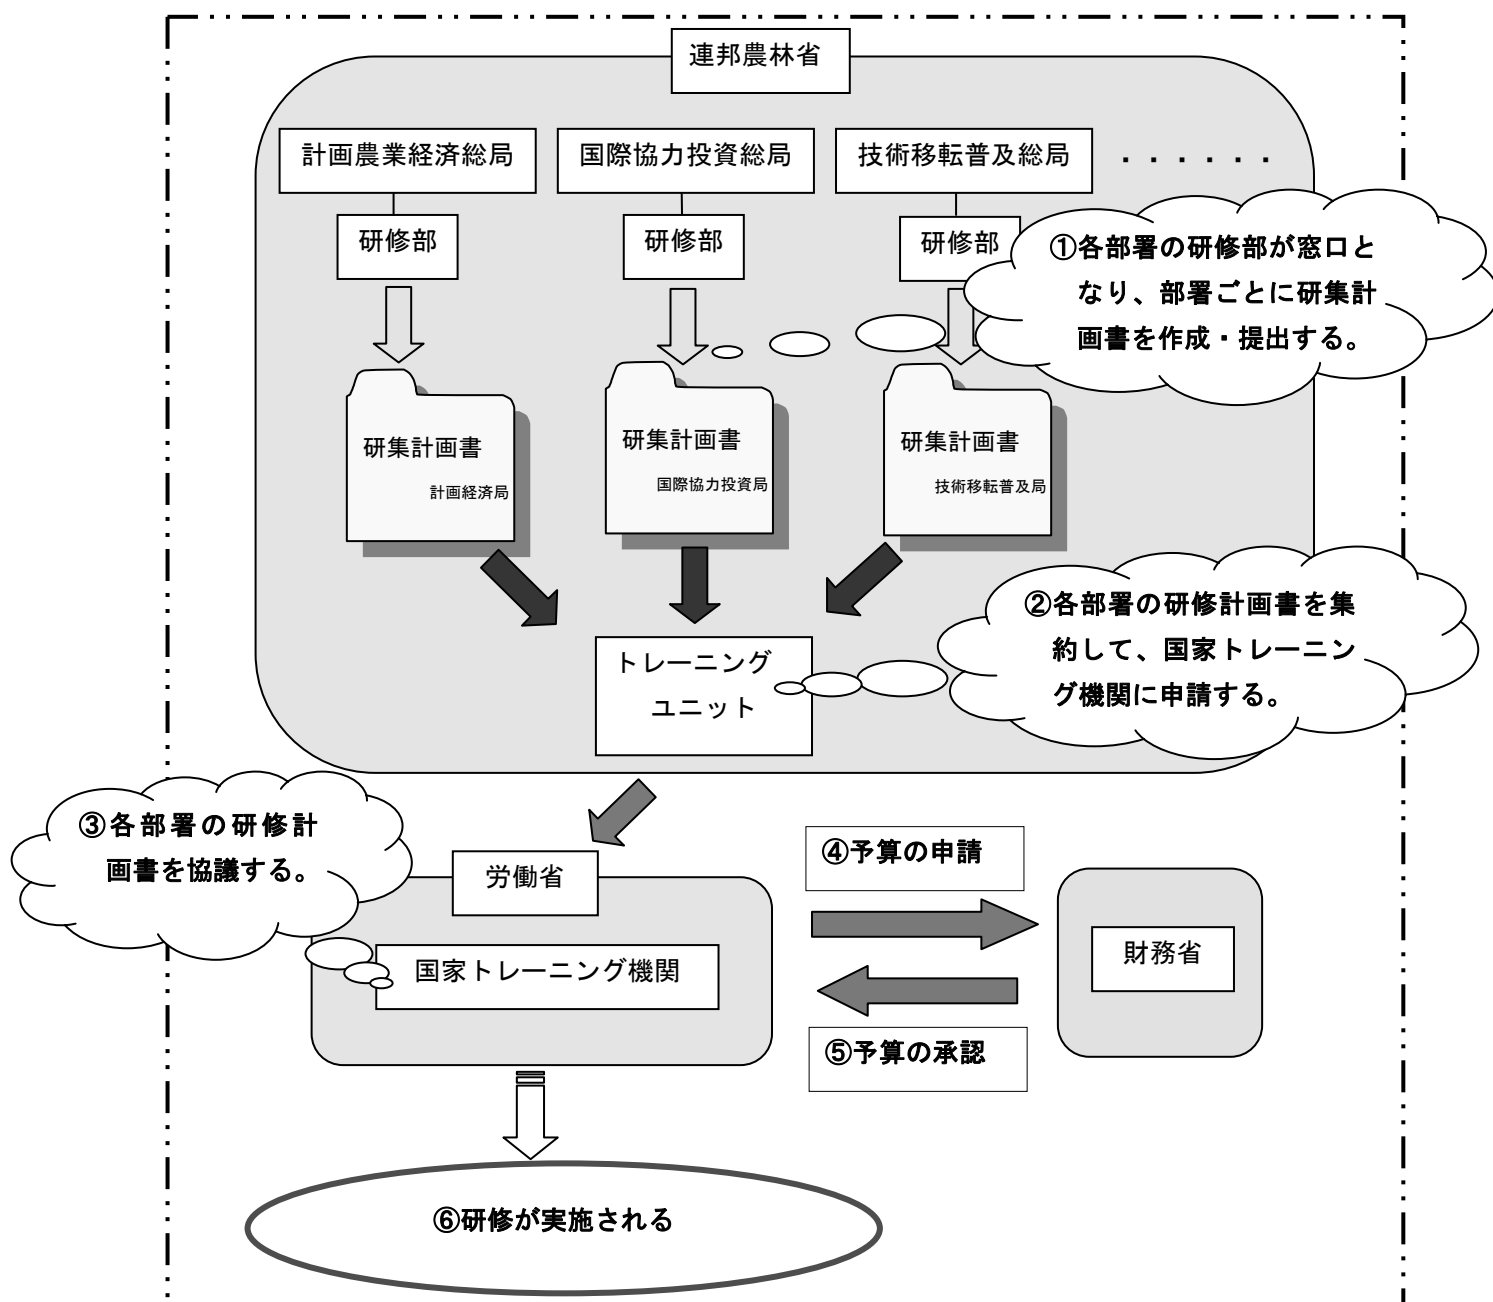 連邦農林省
計画農業経済総局
国際協力投資総局
技術移転普及総局
・・・・・・
研修部
研修部
研修部
①各部署の研修部が窓口と
なり、部署ごとに研集計
画書を作成・提出する。
研集計画書
計画経済局
研集計画書
国際協力投資局
研集計画書
技術移転普及局
②各部署の研修計画書を集
約して、国家トレーニン
グ機関に申請する。
トレーニング
ユニット
③各部署の研修計
画書を協議する。
労働省
国家トレーニング機関
④予算の申請
財務省
⑤予算の承認
⑥研修が実施される